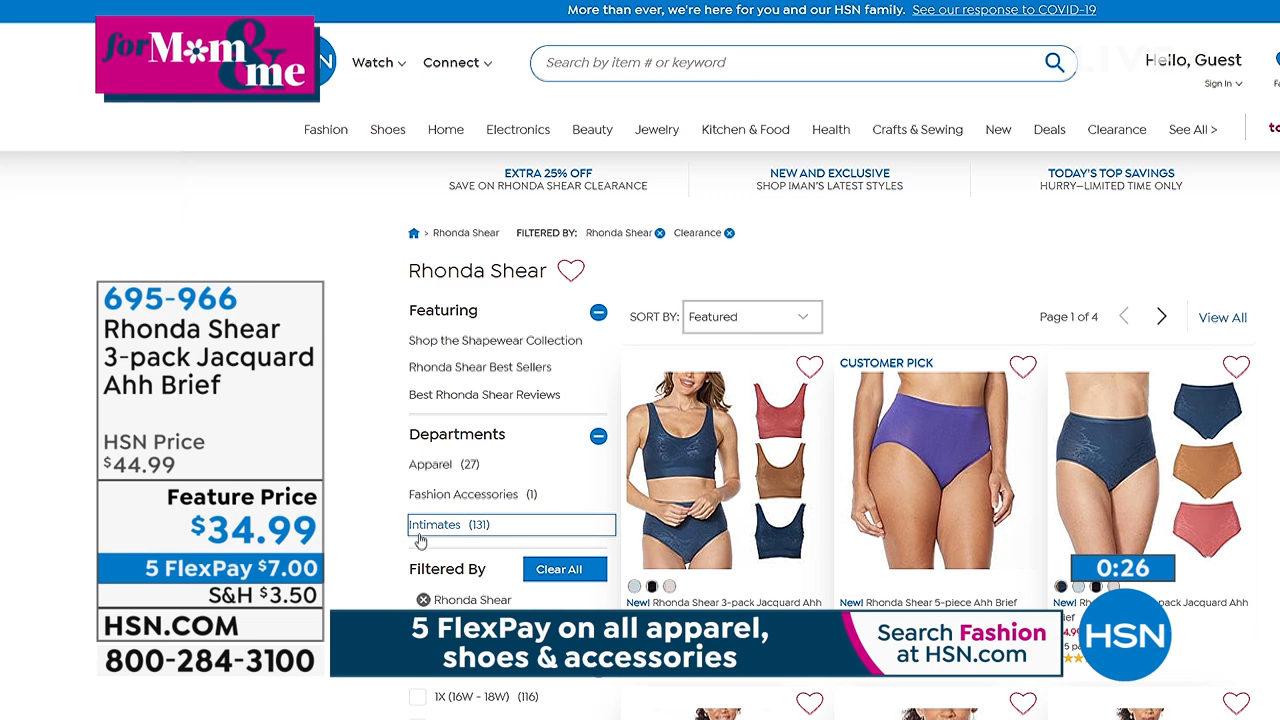 More than ever, we're here for you and our HSN family. See our response to COVID-19
for Mom & me
N
Watch
Connect
Search by item # or keyword
LIVE
Hello, Guest
Sign In
Fashion Shoes Home Electronics Beauty Jewelry Kitchen & Food Health Crafts & Sewing New Deals Clearance See All >
EXTRA 25% OFF
SAVE ON RHONDA SHEAR CLEARANCE
NEW AND EXCLUSIVE
SHOP IMAN'S LATEST STYLES
TODAY'S TOP SAVINGS
HURRY—LIMITED TIME ONLY
> Rhonda Shear FILTERED BY: Rhonda Shear Clearance
Rhonda Shear
Featuring
Shop the Shapewear Collection
Rhonda Shear Best Sellers
Best Rhonda Shear Reviews
Departments
Apparel (27)
Fashion Accessories (1)
Intimates (131)
Filtered By
Clear All
Rhonda Shear
1X (16W - 18W) (116)
SORT BY: Featured
Page 1 of 4
View All
CUSTOMER PICK
New! Rhonda Shear 3-pack Jacquard Ahh
New! Rhonda Shear 5-piece Ahh Brief
New!
Jacquard Ahh
695-966
Rhonda Shear
3-pack Jacquard
Ahh Brief
HSN Price
$44.99
Feature Price
$34.99
5 FlexPay $7.00
S&H $3.50
HSN.COM
800-284-3100
0:26
5 FlexPay on all apparel,
shoes & accessories
Search Fashion
at HSN.com
HSN